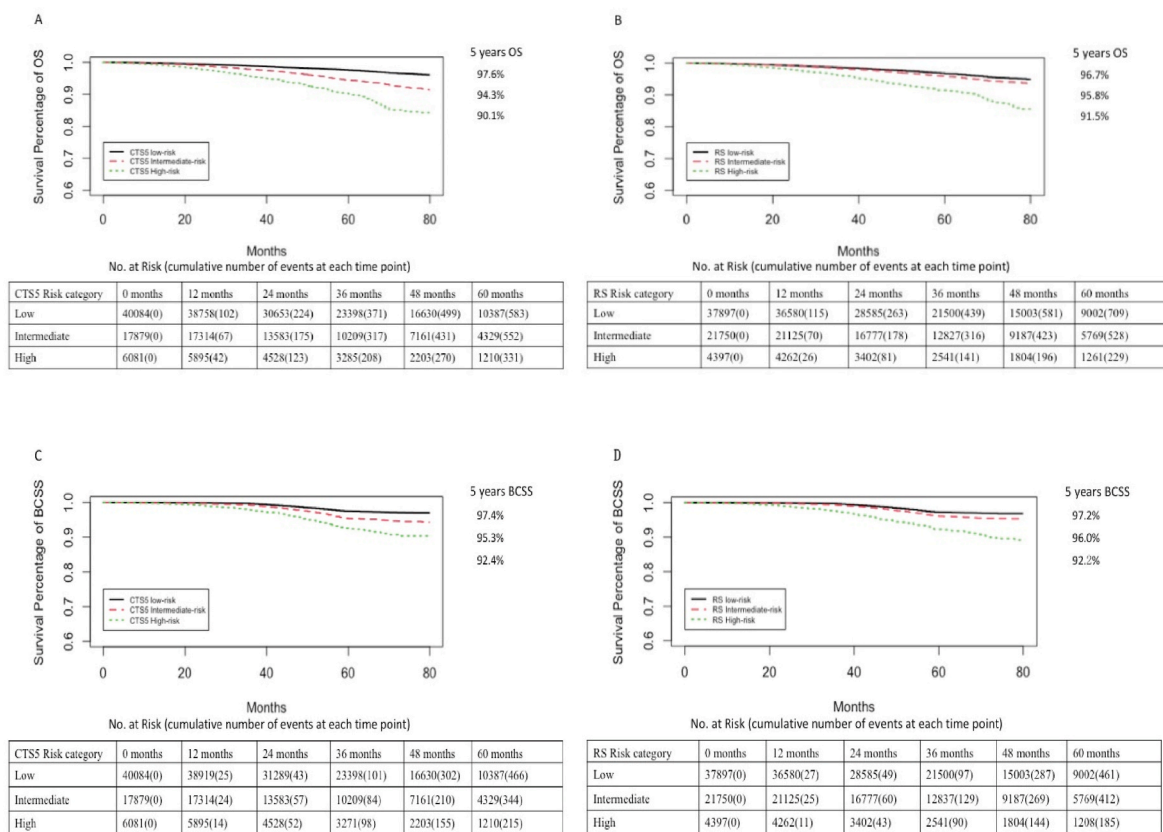 A
Survival Percentage of OS
1.0
0.9
0.8
0.7
0.6
CTS5 low-risk
CTS5 Intermediate-risk
CTS5 High-risk
0 20 40 60 80
Months
5 years OS
97.6%
94.3%
90.1%
No. at Risk (cumulative number of events at each time point)
CTS5 Risk category 0 months 12 months 24 months 36 months 48 months 60 months
Low 40084(0) 38758(102) 30653(224) 23398(371) 16630(499) 10387(583)
Intermediate 17879(0) 17314(67) 13583(175) 10209(317) 7161(431) 4329(552)
High 6081(0) 5895(42) 4528(123) 3285(208) 2203(270) 1210(331)
B
Survival Percentage of OS
1.0
0.9
0.8
0.7
0.6
RS low-risk
RS Intermediate-risk
RS High-risk
0 20 40 60 80
Months
5 years OS
96.7%
95.8%
91.5%
No. at Risk (cumulative number of events at each time point)
RS Risk category 0 months 12 months 24 months 36 months 48 months 60 months
Low 37897(0) 36580(115) 28585(263) 21500(439) 15003(581) 9002(709)
Intermediate 21750(0) 21125(70) 16777(178) 12827(316) 9187(423) 5769(528)
High 4397(0) 4262(26) 3402(81) 2541(141) 1804(196) 1261(229)
C
Survival Percentage of BCSS
1.0
0.9
0.8
0.7
0.6
CTS5 low-risk
CTS5 Intermediate-risk
CTS5 High-risk
0 20 40 60 80
Months
5 years BCSS
97.4%
95.3%
92.4%
No. at Risk (cumulative number of events at each time point)
CTS5 Risk category 0 months 12 months 24 months 36 months 48 months 60 months
Low 40084(0) 38919(25) 31289(43) 23398(101) 16630(302) 10387(466)
Intermediate 17879(0) 17314(24) 13583(57) 10209(84) 7161(210) 4329(344)
High 6081(0) 5895(14) 4528(52) 3271(98) 2203(155) 1210(215)
D
Survival Percentage of BCSS
1.0
0.9
0.8
0.7
0.6
RS low-risk
RS Intermediate-risk
RS High-risk
0 20 40 60 80
Months
5 years BCSS
97.2%
96.0%
92.2%
No. at Risk (cumulative number of events at each time point)
RS Risk category 0 months 12 months 24 months 36 months 48 months 60 months
Low 37897(0) 36580(27) 28585(49) 21500(97) 15003(287) 9002(461)
Intermediate 21750(0) 21125(25) 16777(60) 12837(129) 9187(269) 5769(412)
High 4397(0) 4262(11) 3402(43) 2541(90) 1804(144) 1208(185)